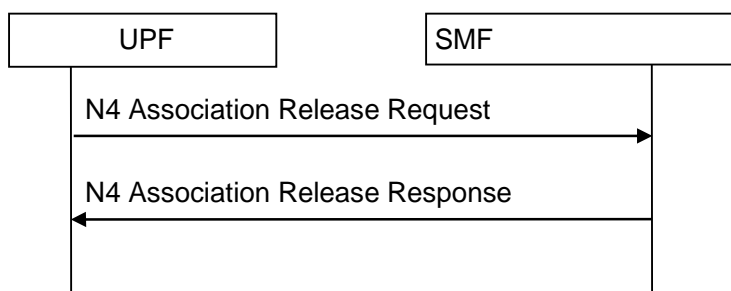 UPF
SMF
N4 Association Release Request
N4 Association Release Response